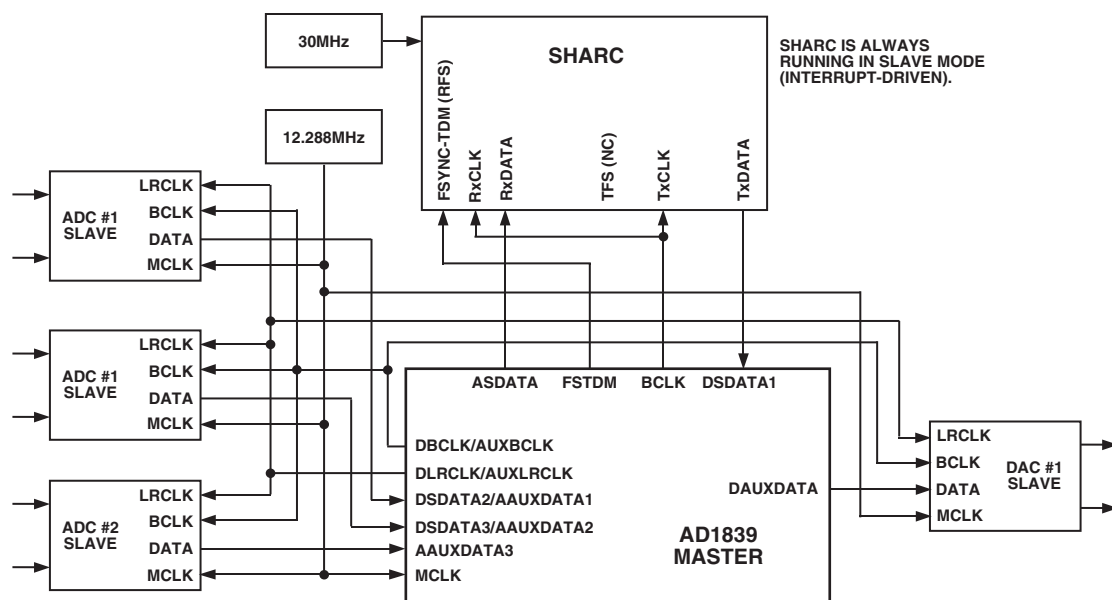 30MHz
SHARC
SHARC IS ALWAYS
RUNNING IN SLAVE MODE
(INTERRUPT-DRIVEN).
12.288MHz
FSYNC-TDM (RFS)
RxCLK
RxDATA
TFS (NC)
TxCLK
TxDATA
ADC #1
SLAVE
LRCLK
BCLK
DATA
MCLK
ADC #1
SLAVE
LRCLK
BCLK
DATA
MCLK
ADC #2
SLAVE
LRCLK
BCLK
DATA
MCLK
ASDATA
FSTDM
BCLK
DSDATA1
DBCLK/AUXBCLK
DLRCLK/AUXLRCLK
DSDATA2/AAUXDATA1
DSDATA3/AAUXDATA2
AAUXDATA3
MCLK
DAUXDATA
AD1839
MASTER
LRCLK
BCLK
DATA
MCLK
DAC #1
SLAVE